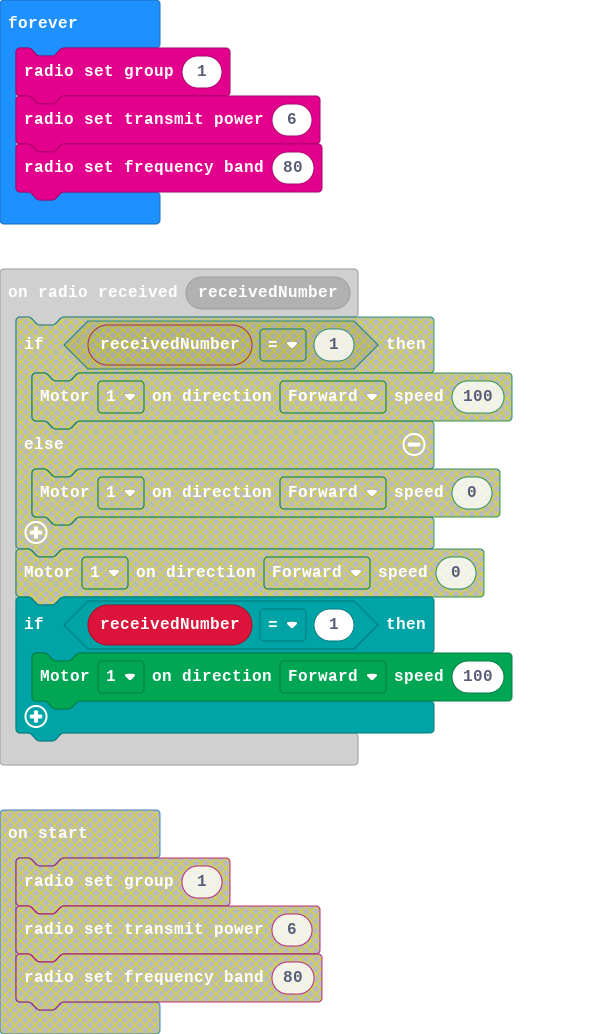 forever
radio set group 1
radio set transmit power 6
radio set frequency band 80
on radio received receivedNumber
if receivedNumber = 1 then
Motor 1 on direction Forward speed 100
else
Motor 1 on direction Forward speed 0
Motor 1 on direction Forward speed 0
if receivedNumber = 1 then
Motor 1 on direction Forward speed 100
on start
radio set group 1
radio set transmit power 6
radio set frequency band 80